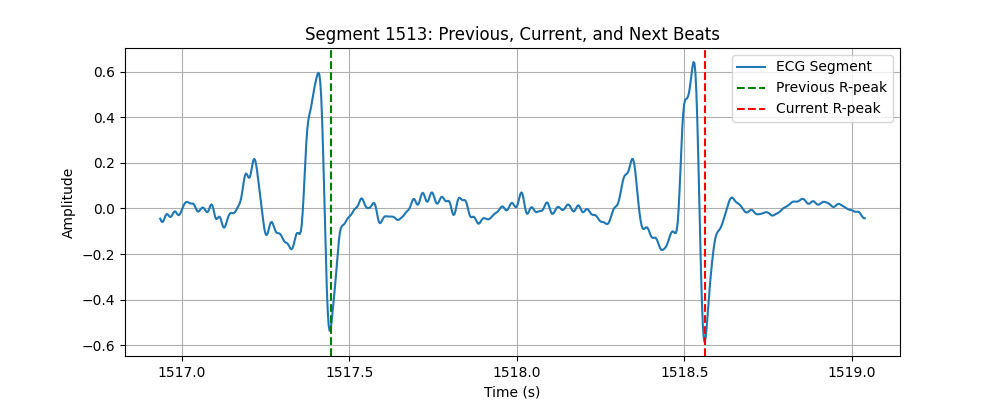 Segment 1513: Previous, Current, and Next Beats
ECG Segment
Previous R-peak
Current R-peak
Amplitude
0.6
0.4
0.2
0.0
−0.2
−0.4
−0.6
1517.0 1517.5 1518.0 1518.5 1519.0
Time (s)